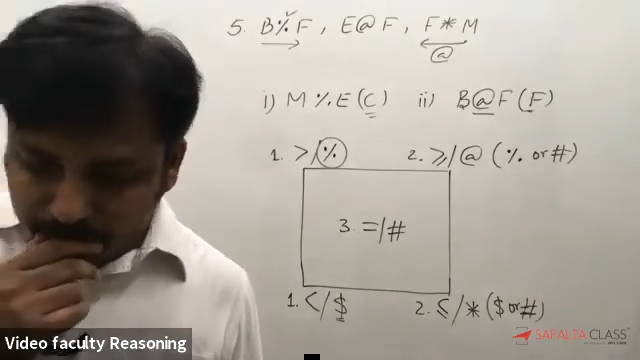 5. B%F, E@F, F*M
@
i) M%E(C) ii) B@F(F)
1. >/% 2. ≥/@ (% or #)
3. =/#
1. </$ 2. ≤/* ($ or #)
SAFALTA CLASS
Video faculty Reasoning